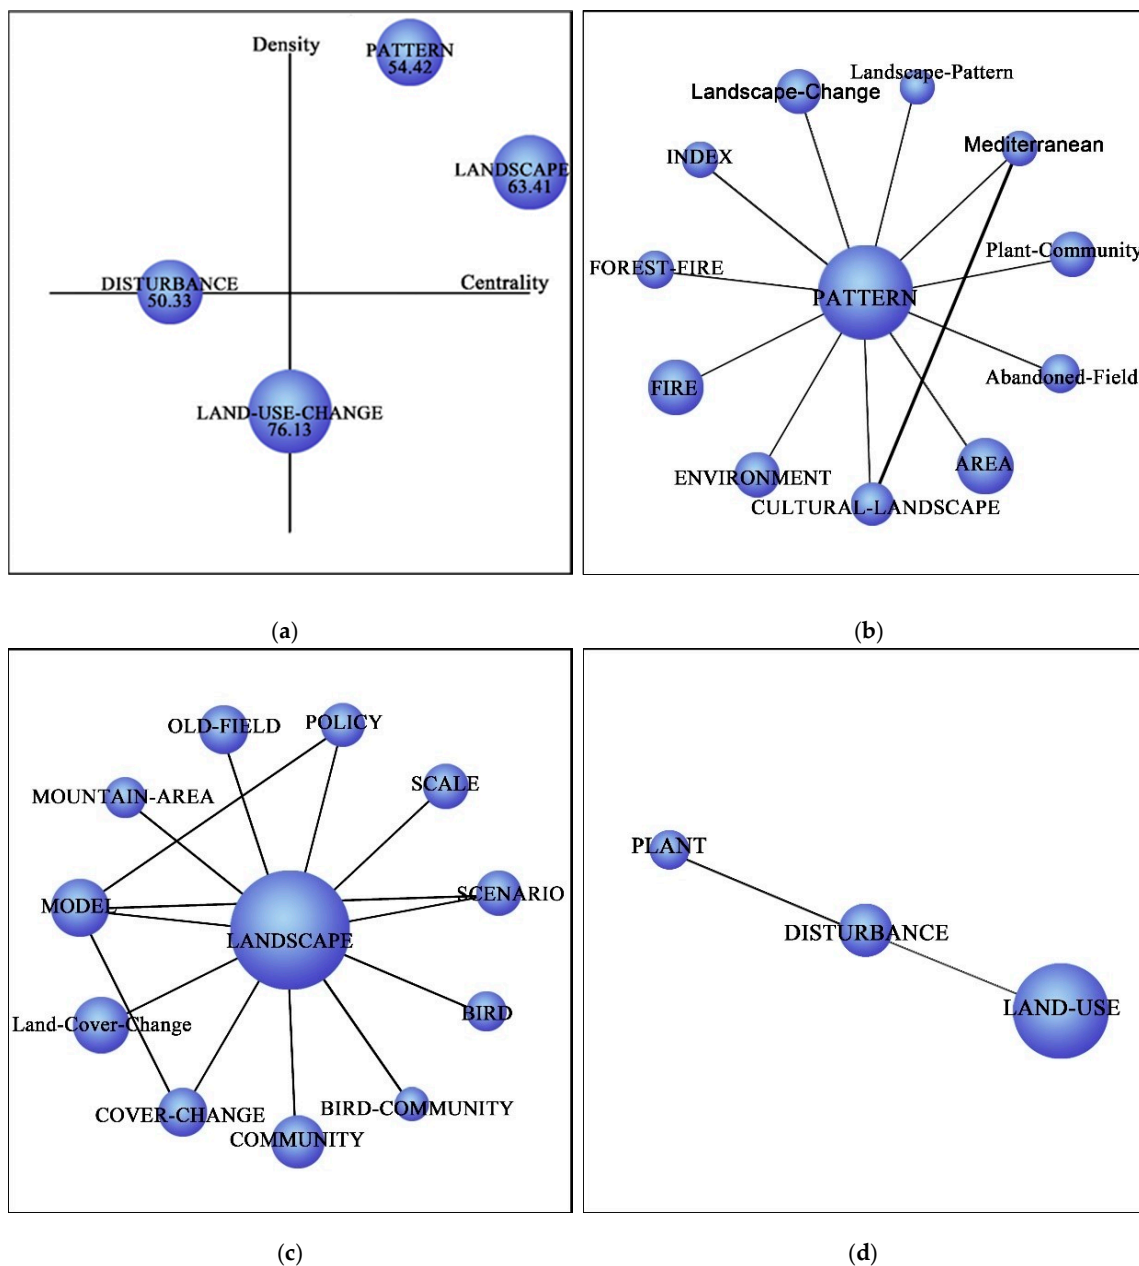 Density
PATTERN
54.42
LANDSCAPE
63.41
DISTURBANCE
50.33
Centrality
LAND-USE-CHANGE
76.13
(a)
Landscape-Pattern
Landscape-Change
Mediterranean
INDEX
Plant-Community
FOREST-FIRE
PATTERN
Abandoned-Field
FIRE
AREA
ENVIRONMENT
CULTURAL-LANDSCAPE
(b)
POLICY
OLD-FIELD
SCALE
MOUNTAIN-AREA
SCENARIO
MODEL
LANDSCAPE
BIRD
Land-Cover-Change
BIRD-COMMUNITY
COVER-CHANGE
COMMUNITY
(c)
PLANT
DISTURBANCE
LAND-USE
(d)